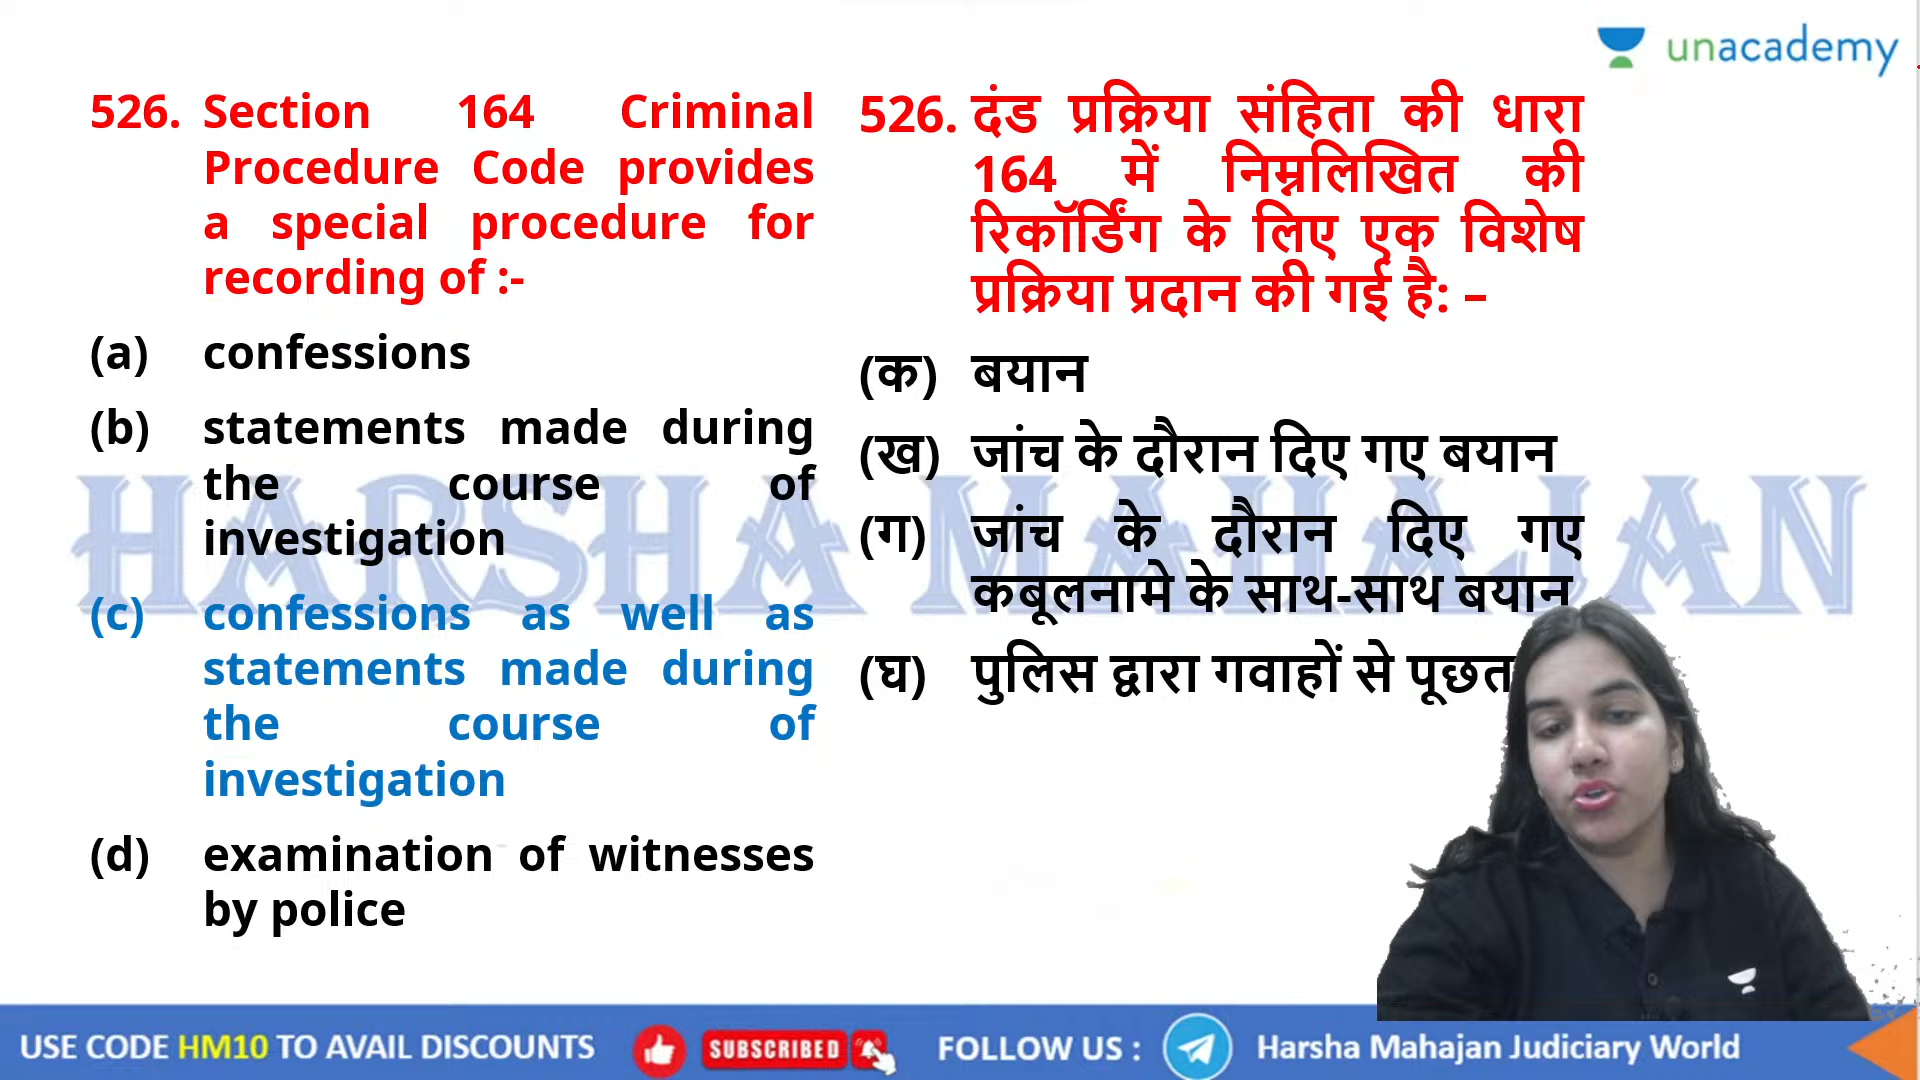 unacademy
526. Section 164 Criminal
Procedure Code provides
a special procedure for
recording of :-
(a) confessions
(b) statements made during
the course of
investigation
(c) confessions as well as
statements made during
the course of
investigation
(d) examination of witnesses
by police
526. दंड प्रक्रिया संहिता की धारा
164 में निम्नलिखित की
रिकॉर्डिंग के लिए एक विशेष
प्रक्रिया प्रदान की गई है: –
(क) बयान
(ख) जांच के दौरान दिए गए बयान
(ग) जांच के दौरान दिए गए
कबूलनामे के साथ-साथ बयान
(घ) पुलिस द्वारा गवाहों से
HARSHA MAHAJAN
USE CODE HM10 TO AVAIL DISCOUNTS
SUBSCRIBED
FOLLOW US :
Harsha Mahajan Judiciary World